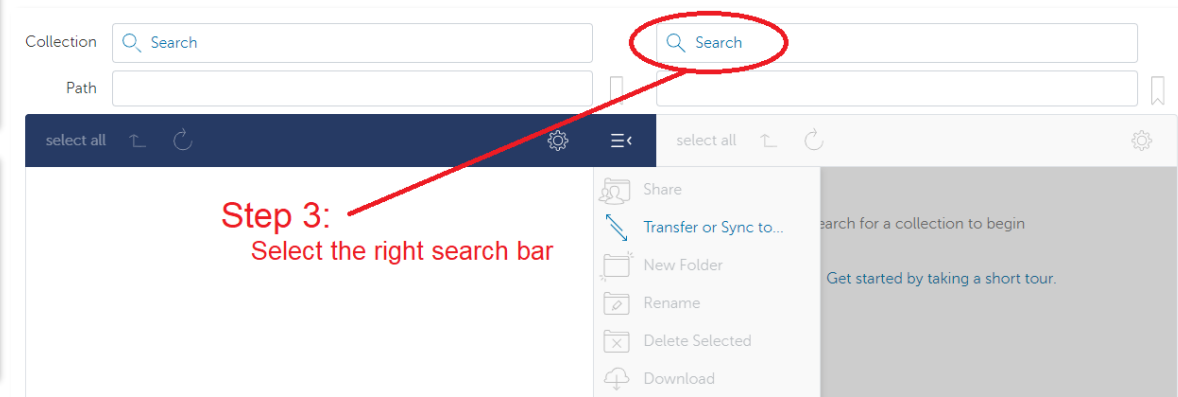 Collection
Search
Search
Path
select all
select all
Share
Step 3:
Transfer or Sync to...
earch for a collection to begin
Select the right search bar
New Folder
Get started by taking a short tour.
Rename
Delete Selected
Download